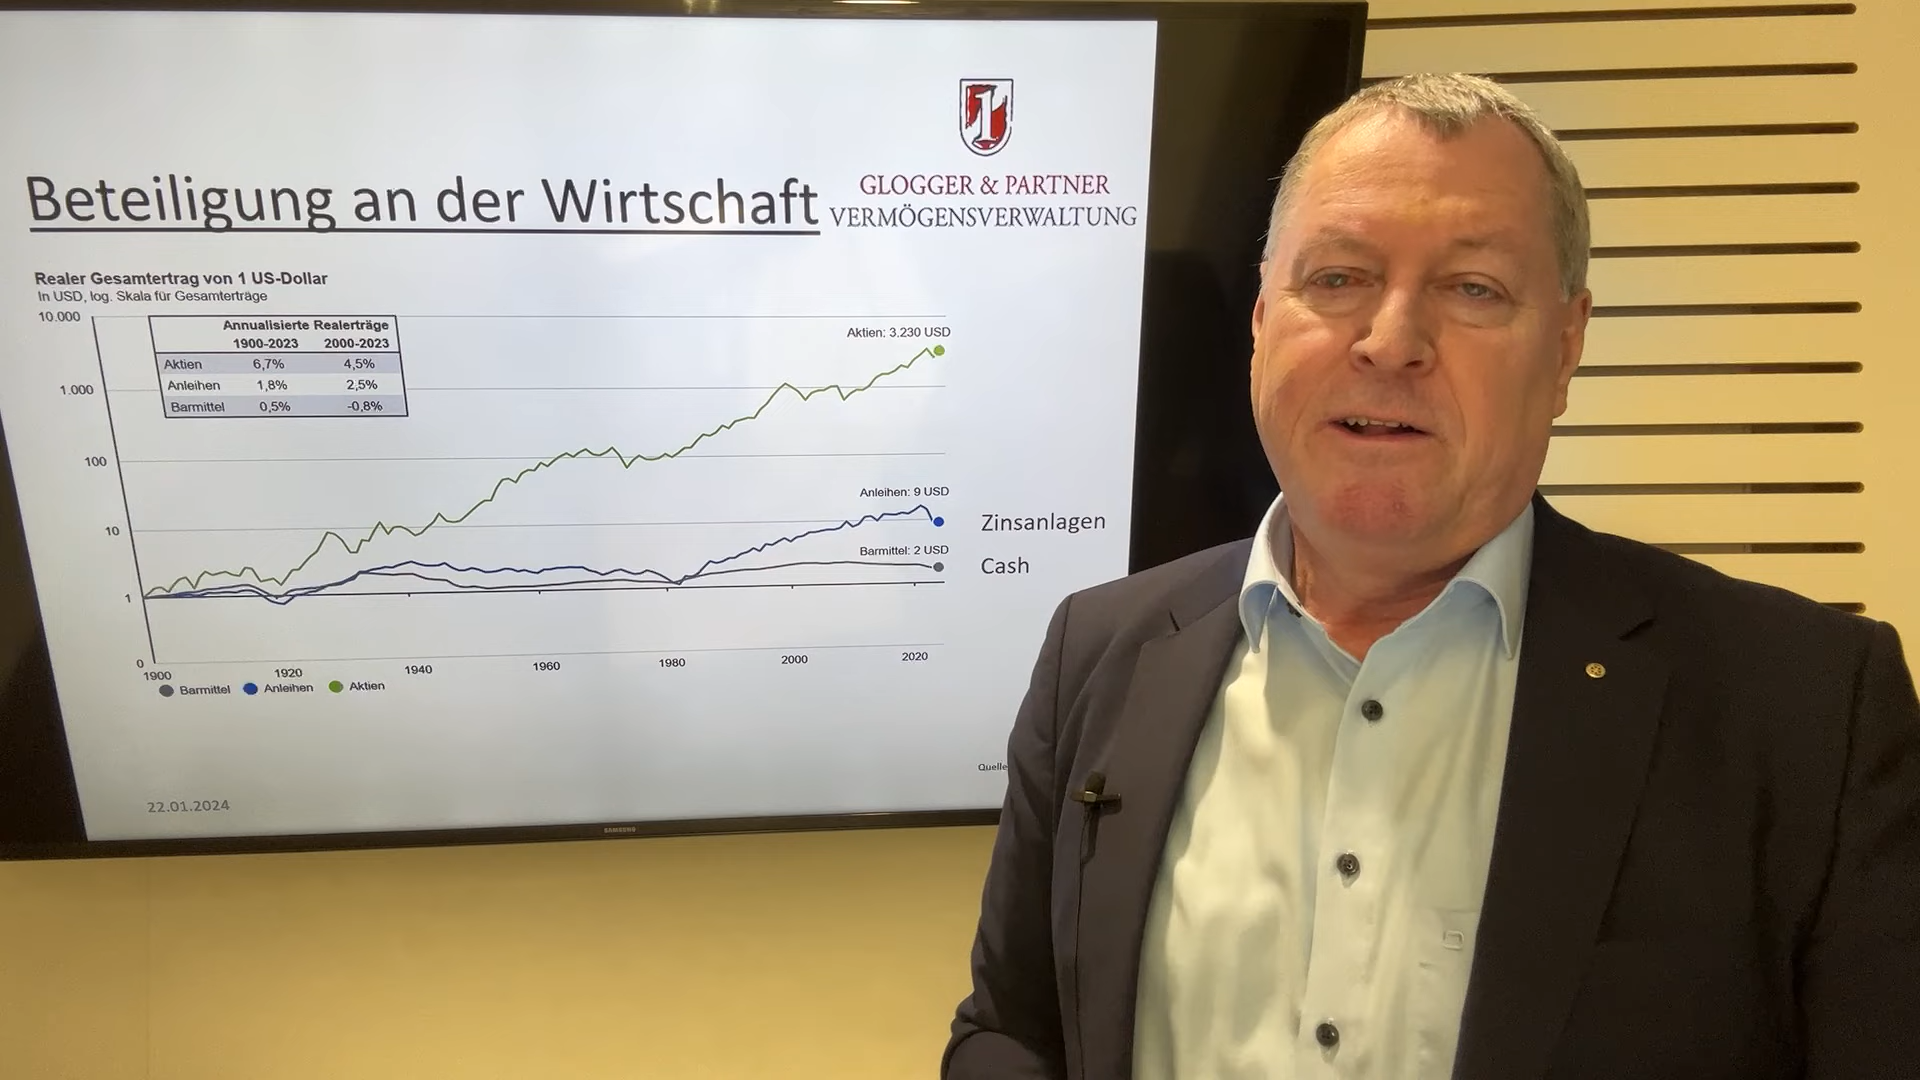 1
GLOGGER & PARTNER
VERMÖGENSVERWALTUNG
Beteiligung an der Wirtschaft
Realer Gesamtertrag von 1 US-Dollar
In USD, log. Skala für Gesamterträge
10.000
1.000
100
10
1
0
Annualisierte Realerträge
1900-2023 2000-2023
Aktien 6,7% 4,5%
Anleihen 1,8% 2,5%
Barmittel 0,5% -0,8%
Aktien: 3.230 USD
Anleihen: 9 USD
Barmittel: 2 USD
Zinsanlagen
Cash
1900 1920 1940 1960 1980 2000 2020
Barmittel Anleihen Aktien
Quelle
22.01.2024
SAMSUNG